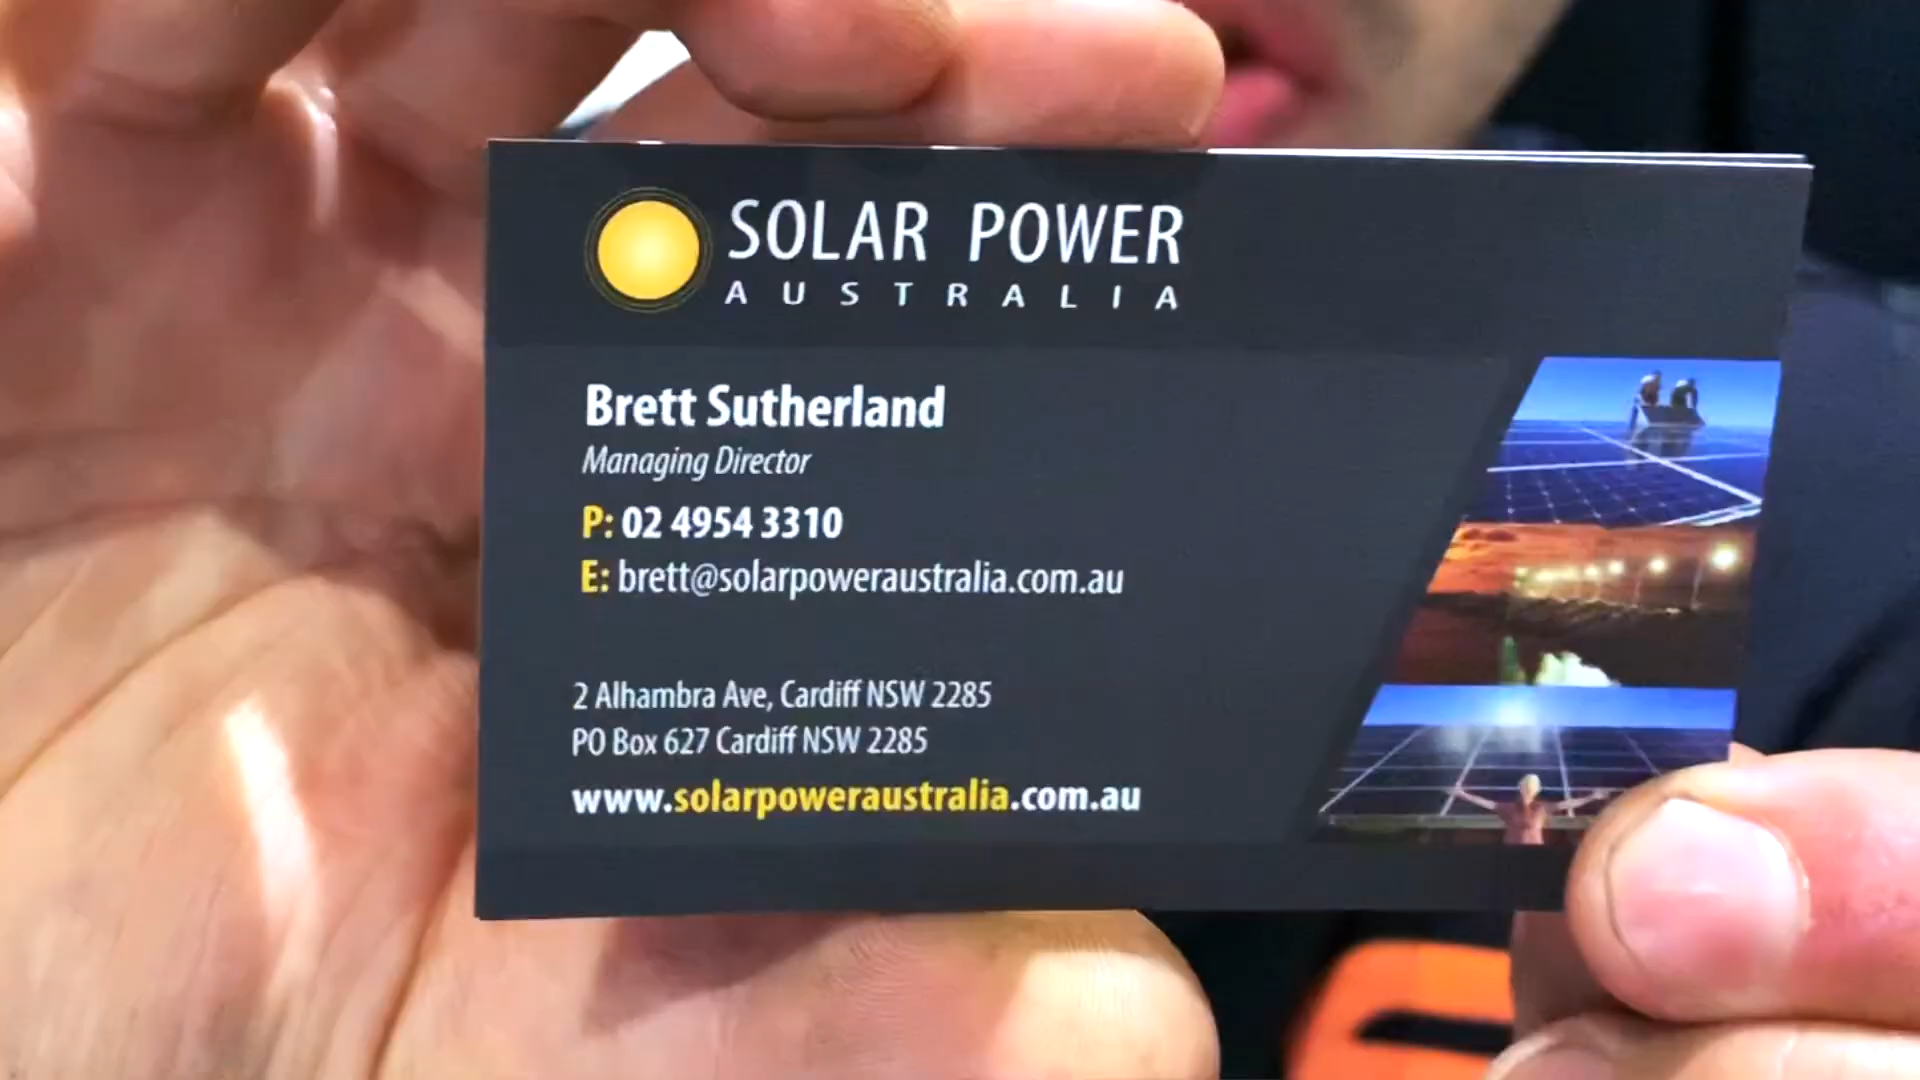 SOLAR POWER
AUSTRALIA
Brett Sutherland
Managing Director
P: 02 4954 3310
E: brett@solarpoweraustralia.com.au
2 Alhambra Ave, Cardiff NSW 2285
PO Box 627 Cardiff NSW 2285
www.solarpoweraustralia.com.au